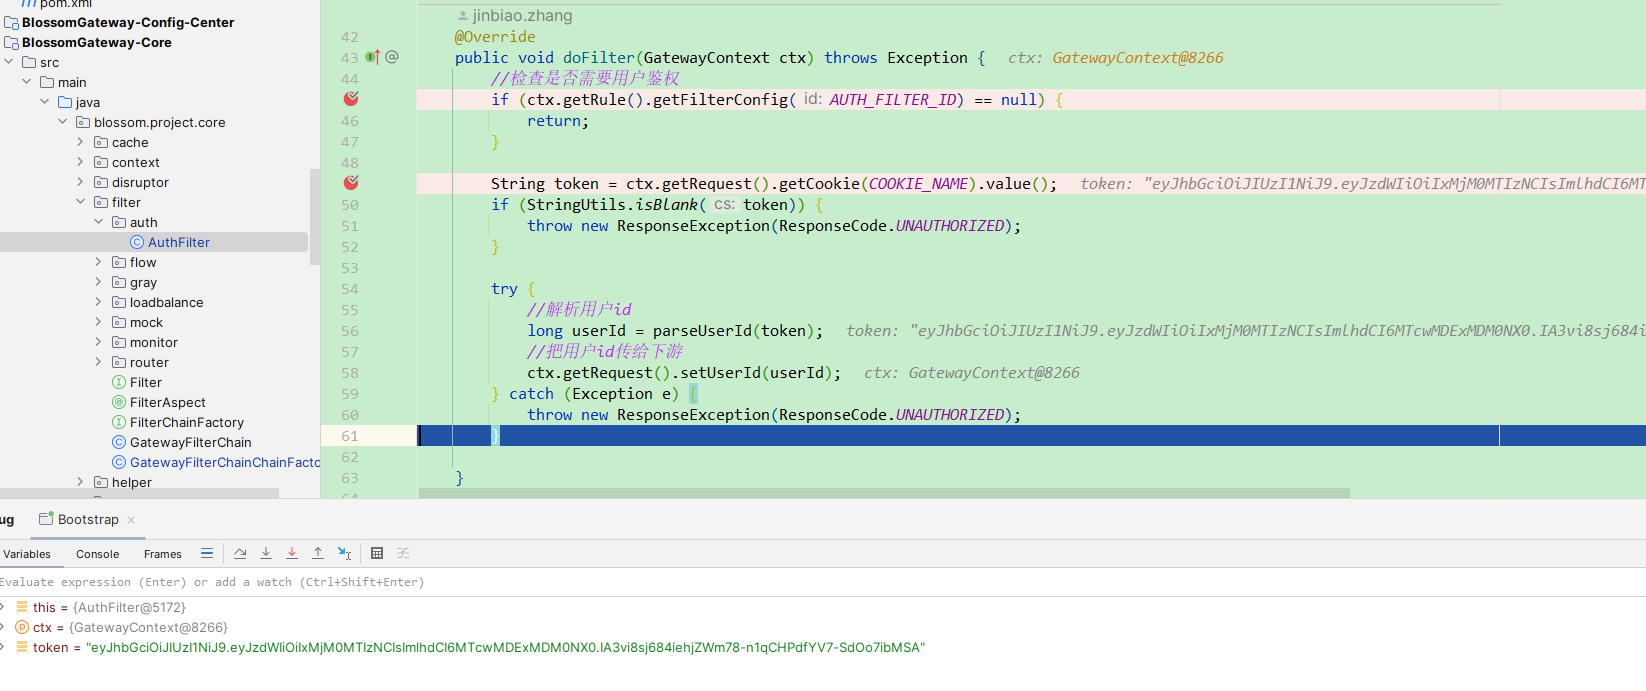 pom.xml
BlossomGateway-Config-Center
BlossomGateway-Core
src
main
java
blossom.project.core
cache
context
disruptor
filter
auth
AuthFilter
flow
gray
loadbalance
mock
monitor
router
Filter
FilterAspect
FilterChainFactory
GatewayFilterChain
GatewayFilterChainChainFacto
helper
jinbiao.zhang
42 @Override
43 public void doFilter(GatewayContext ctx) throws Exception { ctx: GatewayContext@8266
44 //检查是否需要用户鉴权
if (ctx.getRule().getFilterConfig( id: AUTH_FILTER_ID) == null) {
46 return;
47 }
48
String token = ctx.getRequest().getCookie(COOKIE_NAME).value(); token: "eyJhbGciOiJIUzI1NiJ9.eyJzdWIiOiIxMjM0MTIzNCIsImlhdCI6MT
50 if (StringUtils.isBlank( cs: token)) {
51 throw new ResponseException(ResponseCode.UNAUTHORIZED);
52 }
53
54 try {
55 //解析用户id
56 long userId = parseUserId(token); token: "eyJhbGciOiJIUzI1NiJ9.eyJzdWIiOiIxMjM0MTIzNCIsImlhdCI6MTcwMDExMDM0NX0.IA3vi8sj684i
57 //把用户id传给下游
58 ctx.getRequest().setUserId(userId); ctx: GatewayContext@8266
59 } catch (Exception e) {
60 throw new ResponseException(ResponseCode.UNAUTHORIZED);
61 }
62
63 }
64
ug Bootstrap
Variables Console Frames
Evaluate expression (Enter) or add a watch (Ctrl+Shift+Enter)
this = {AuthFilter@5172}
ctx = {GatewayContext@8266}
token = "eyJhbGciOiJIUzI1NiJ9.eyJzdWIiOiIxMjM0MTIzNCIsImlhdCI6MTcwMDExMDM0NX0.IA3vi8sj684iehjZWm78-n1qCHPdfYV7-SdOo7ibMSA"